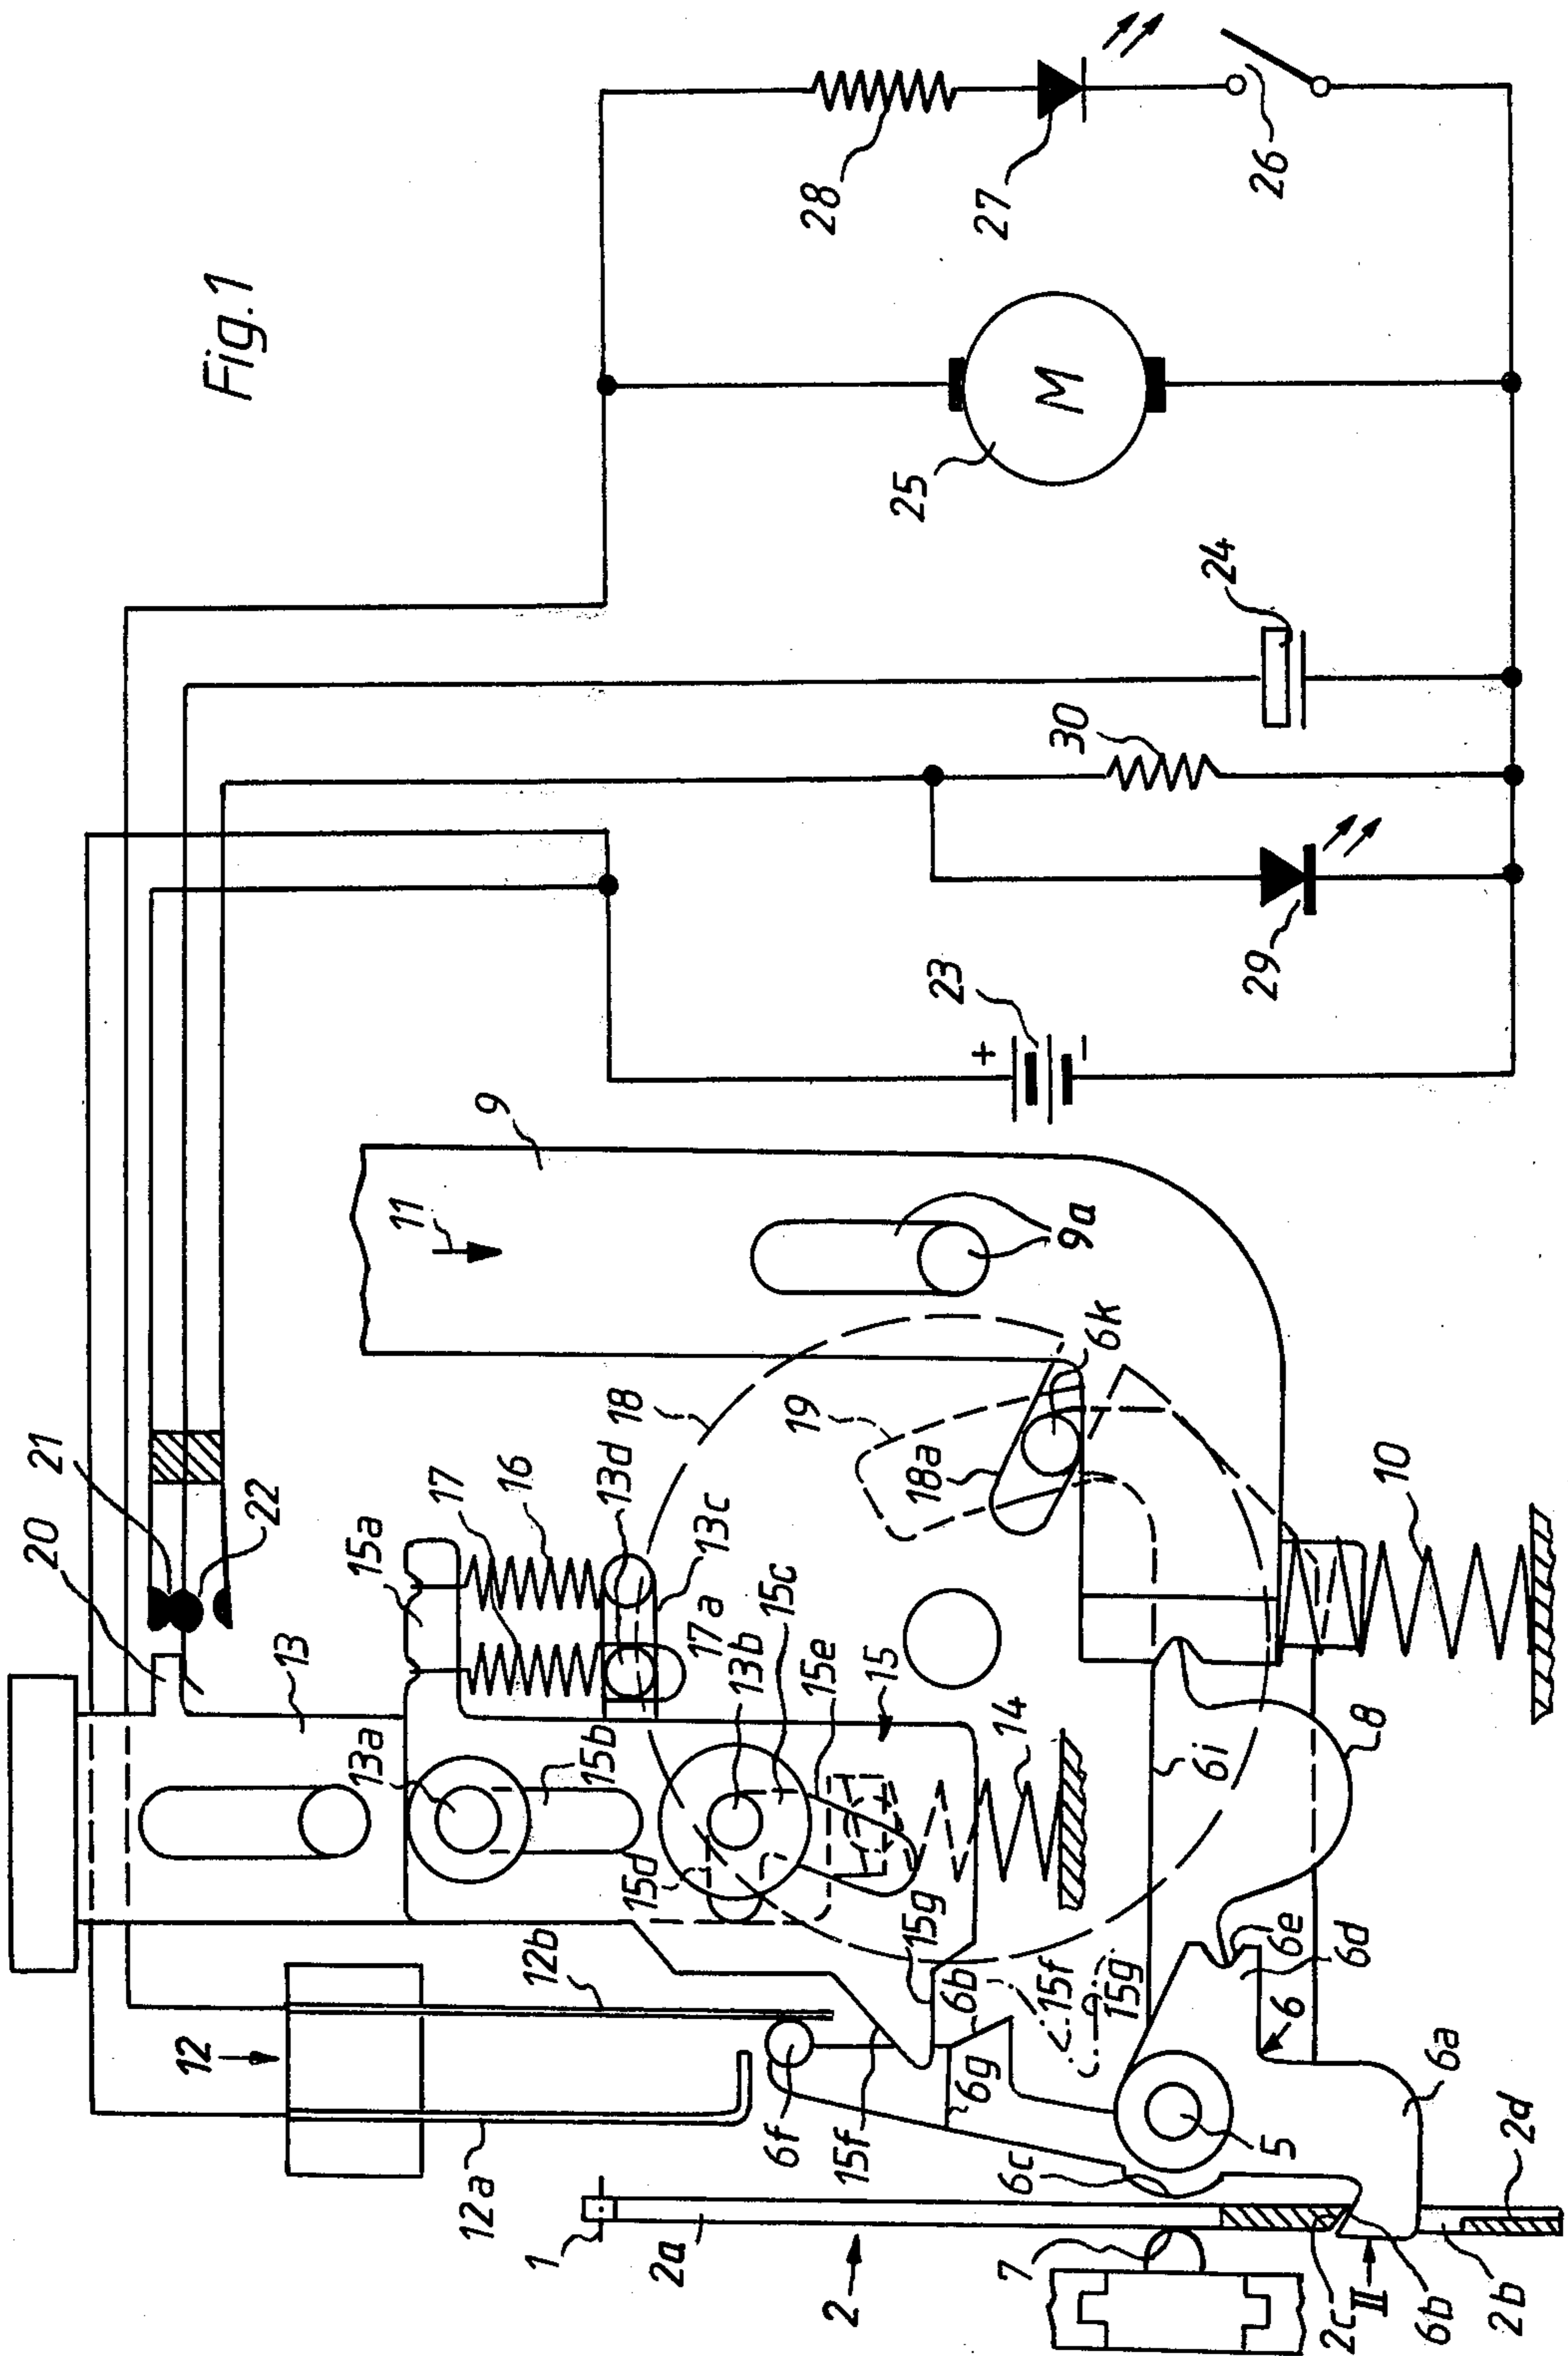 Fig.1
28
27
26
25
M
24
30
29
23
+
−
9
11
9a
21
20
22
15a
17
16
18
13d
13c
19
18a
6k
10
13
13a
15b
17a
13b
15c
15e
15
14
15d
15g
6i
8
12
12b
6b
15f
15g
6e
6d
6
6g
6f
15f
12a
6a
1
2a
6c
5
2d
2
7
2c
II
6b
2b